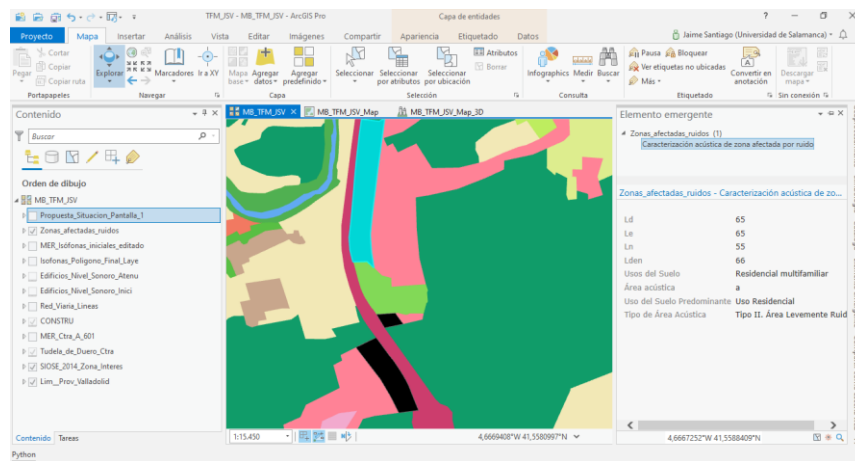 TFM_JSV - MB_TFM_JSV - ArcGIS Pro
Capa de entidades
?
Proyecto Mapa Insertar Análisis Vista Editar Imágenes Compartir Apariencia Etiquetado Datos
Jaime Santiago (Universidad de Salamanca)
Pegar
Cortar
Copiar
Copiar ruta
Portapapeles
Explorar
Marcadores
Ir a XY
Navegar
Mapa base
Agregar datos
Agregar predefinido
Capa
Seleccionar
Seleccionar por atributos
Seleccionar por ubicación
Atributos
Borrar
Selección
Infographics
Medir
Buscar
Consulta
Pausa
Bloquear
Ver etiquetas no ubicadas
Más
Convertir en anotación
Etiquetado
Descargar mapa
Sin conexión
Contenido
Buscar
Orden de dibujo
MB_TFM_JSV
Propuesta_Situacion_Pantalla_1
Zonas_afectadas_ruidos
MER_Isófonas_iniciales_editado
Isofonas_Poligono_Final_Laye
Edificios_Nivel_Sonoro_Atenu
Edificios_Nivel_Sonoro_Inici
Red_Viaria_Lineas
CONSTRU
MER_Ctra_A_601
Tudela_de_Duero_Ctra
SIOSE_2014_Zona_Interes
Lim__Prov_Valladolid
Contenido Tareas
Python
MB_TFM_JSV
MB_TFM_JSV_Map
MB_TFM_JSV_Map_3D
1:15.450
4,6669408°W 41,5580997°N
Elemento emergente
Zonas_afectadas_ruidos (1)
Caracterización acústica de zona afectada por ruido
Zonas_afectadas_ruidos - Caracterización acústica de zo...
Ld 65
Le 65
Ln 55
Lden 66
Usos del Suelo Residencial multifamiliar
Área acústica a
Uso del Suelo Predominante Uso Residencial
Tipo de Área Acústica Tipo II. Área Levemente Ruid
4,6667252°W 41,5588409°N